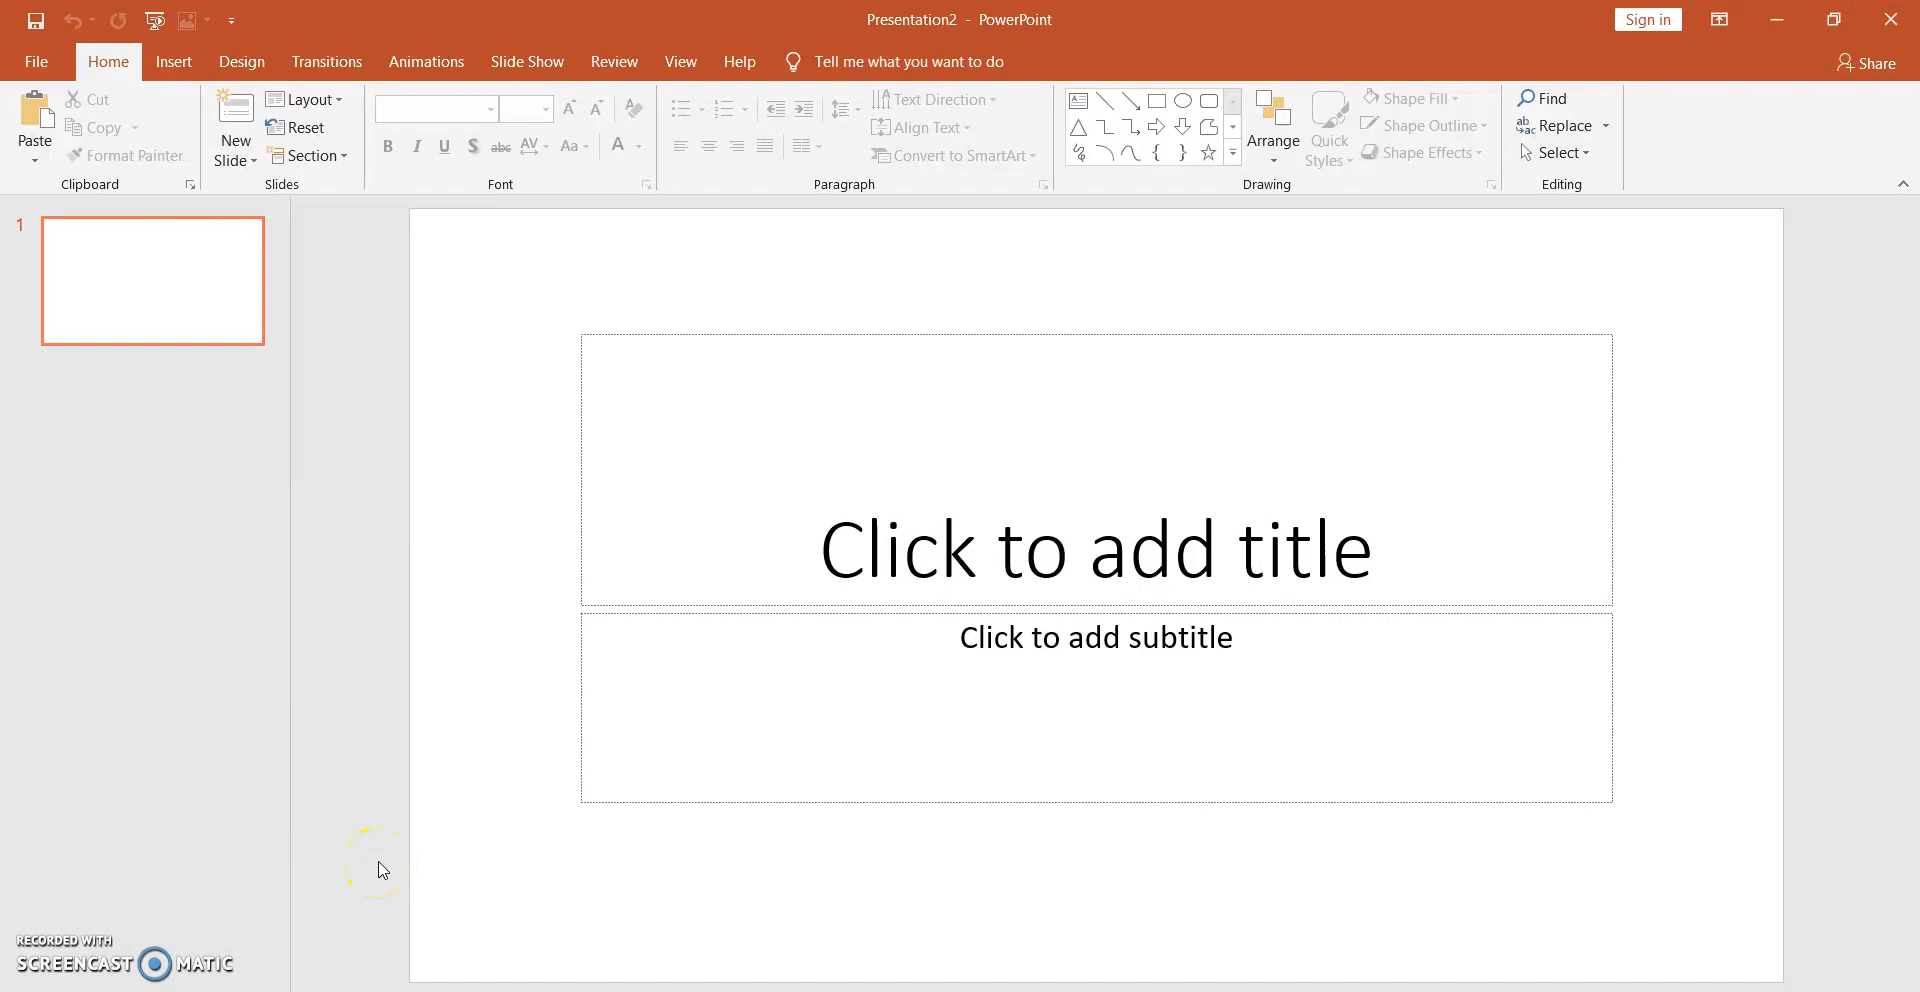 Presentation2 - PowerPoint
Sign in
File Home Insert Design Transitions Animations Slide Show Review View Help Tell me what you want to do Share
Paste
Cut
Copy
Format Painter
Clipboard
New
Slide
Layout
Reset
Section
Slides
B I U S abc AV Aa A
Font
Text Direction
Align Text
Convert to SmartArt
Paragraph
Arrange
Quick
Styles
Shape Fill
Shape Outline
Shape Effects
Drawing
Find
Replace
Select
Editing
1
Click to add title
Click to add subtitle
RECORDED WITH
SCREENCAST MATIC